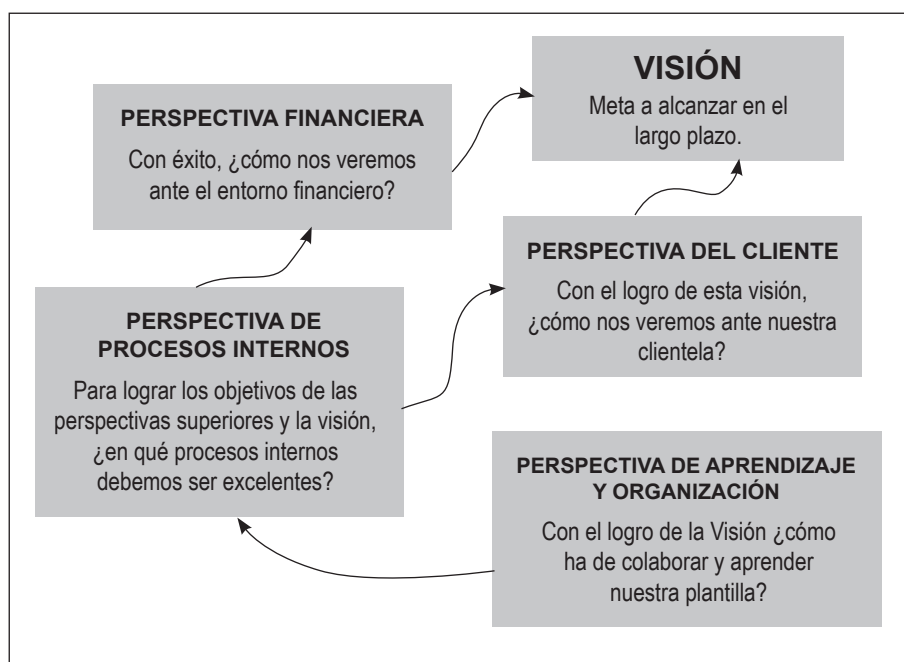 VISIÓN
Meta a alcanzar en el
largo plazo.
PERSPECTIVA FINANCIERA
Con éxito, ¿cómo nos veremos
ante el entorno financiero?
PERSPECTIVA DEL CLIENTE
Con el logro de esta visión,
¿cómo nos veremos ante nuestra
clientela?
PERSPECTIVA DE
PROCESOS INTERNOS
Para lograr los objetivos de las
perspectivas superiores y la visión,
¿en qué procesos internos
debemos ser excelentes?
PERSPECTIVA DE APRENDIZAJE
Y ORGANIZACIÓN
Con el logro de la Visión ¿cómo
ha de colaborar y aprender
nuestra plantilla?